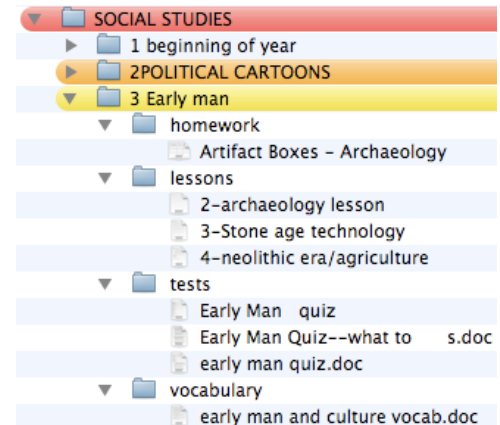 SOCIAL STUDIES
1 beginning of year
2POLITICAL CARTOONS
3 Early man
homework
Artifact Boxes - Archaeology
lessons
2-archaeology lesson
3-Stone age technology
4-neolithic era/agriculture
tests
Early Man quiz
Early Man Quiz--what to s.doc
early man quiz.doc
vocabulary
early man and culture vocab.doc